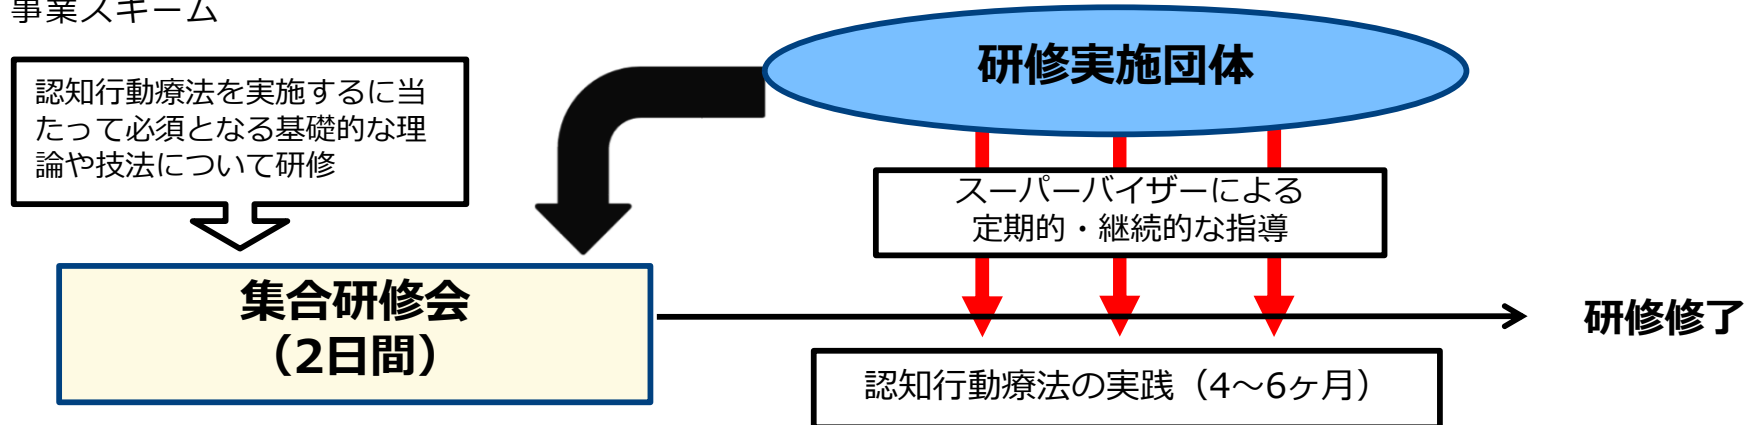 事業スキーム
研修実施団体
認知行動療法を実施するに当
たって必須となる基礎的な理
論や技法について研修
スーパーバイザーによる
定期的・継続的な指導
集合研修会
（2日間）
研修修了
認知行動療法の実践（4～6ヶ月）